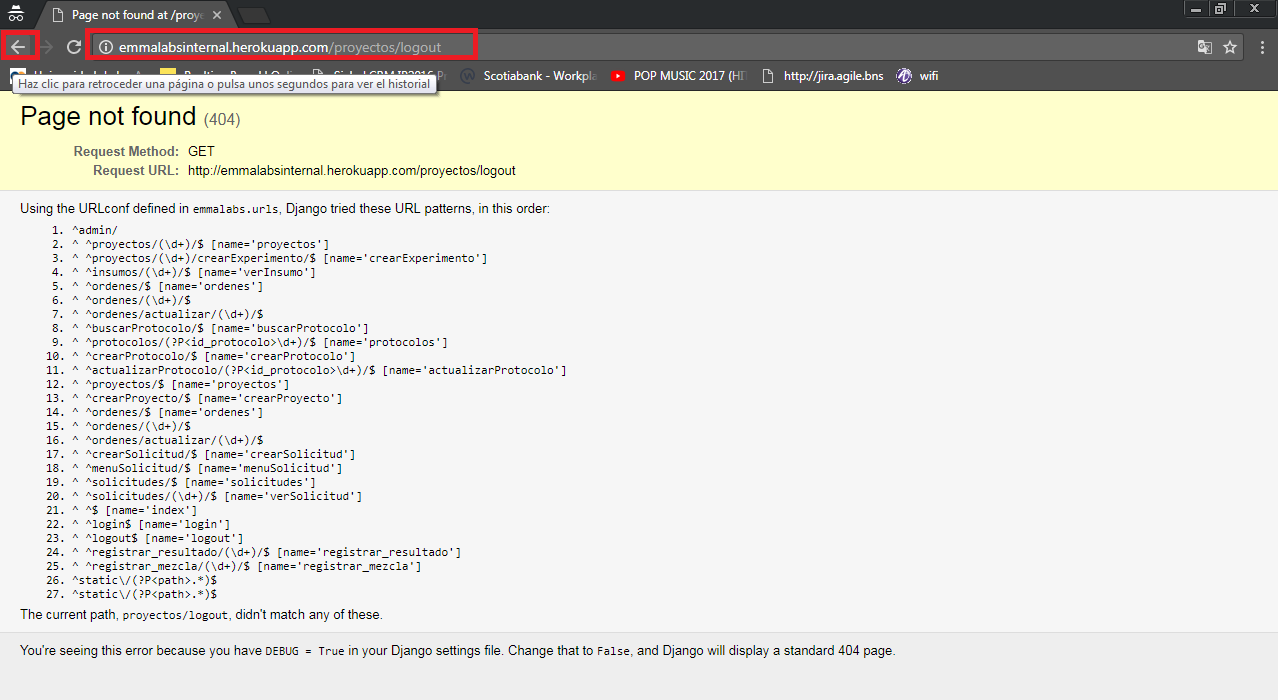 Page not found at /proye
emmalabsinternal.herokuapp.com/proyectos/logout
Scotiabank - Workpla
POP MUSIC 2017 (HIT
http://jira.agile.bns
wifi
Haz clic para retroceder una página o pulsa unos segundos para ver el historial
Page not found (404)
Request Method: GET
Request URL: http://emmalabsinternal.herokuapp.com/proyectos/logout
Using the URLconf defined in emmalabs.urls, Django tried these URL patterns, in this order:
1. ^admin/
2. ^ ^proyectos/(\d+)/$ [name='proyectos']
3. ^ ^proyectos/(\d+)/crearExperimento/$ [name='crearExperimento']
4. ^ ^insumos/(\d+)/$ [name='verInsumo']
5. ^ ^ordenes/$ [name='ordenes']
6. ^ ^ordenes/(\d+)/$
7. ^ ^ordenes/actualizar/(\d+)/$
8. ^ ^buscarProtocolo/$ [name='buscarProtocolo']
9. ^ ^protocolos/(?P<id_protocolo>\d+)/$ [name='protocolos']
10. ^ ^crearProtocolo/$ [name='crearProtocolo']
11. ^ ^actualizarProtocolo/(?P<id_protocolo>\d+)/$ [name='actualizarProtocolo']
12. ^ ^proyectos/$ [name='proyectos']
13. ^ ^crearProyecto/$ [name='crearProyecto']
14. ^ ^ordenes/$ [name='ordenes']
15. ^ ^ordenes/(\d+)/$
16. ^ ^ordenes/actualizar/(\d+)/$
17. ^ ^crearSolicitud/$ [name='crearSolicitud']
18. ^ ^menuSolicitud/$ [name='menuSolicitud']
19. ^ ^solicitudes/$ [name='solicitudes']
20. ^ ^solicitudes/(\d+)/$ [name='verSolicitud']
21. ^ ^$ [name='index']
22. ^ ^login$ [name='login']
23. ^ ^logout$ [name='logout']
24. ^ ^registrar_resultado/(\d+)/$ [name='registrar_resultado']
25. ^ ^registrar_mezcla/(\d+)/$ [name='registrar_mezcla']
26. ^static\/(?P<path>.*)$
27. ^static\/(?P<path>.*)$
The current path, proyectos/logout, didn't match any of these.
You're seeing this error because you have DEBUG = True in your Django settings file. Change that to False, and Django will display a standard 404 page.